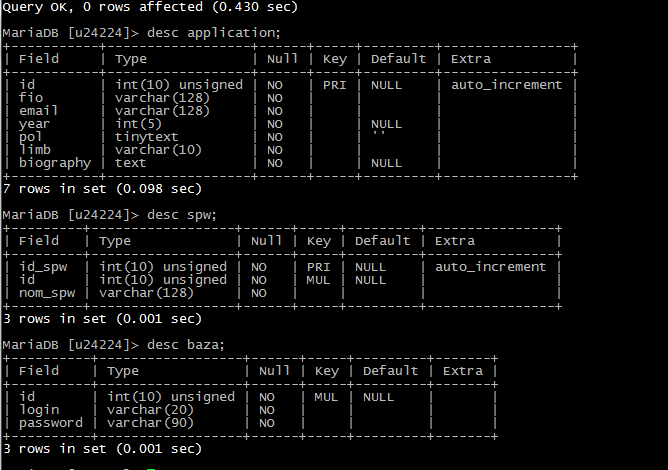 Query OK, 0 rows affected (0.430 sec)
MariaDB [u24224]> desc application;
+-----------+------------------+------+-----+---------+----------------+
| Field     | Type             | Null | Key | Default | Extra          |
+-----------+------------------+------+-----+---------+----------------+
| id        | int(10) unsigned | NO   | PRI | NULL    | auto_increment |
| fio       | varchar(128)     | NO   |     |         |                |
| email     | varchar(128)     | NO   |     |         |                |
| year      | int(5)           | NO   |     | NULL    |                |
| pol       | tinytext         | NO   |     | ''      |                |
| limb      | varchar(10)      | NO   |     |         |                |
| biography | text             | NO   |     | NULL    |                |
+-----------+------------------+------+-----+---------+----------------+
7 rows in set (0.098 sec)
MariaDB [u24224]> desc spw;
+---------+------------------+------+-----+---------+----------------+
| Field   | Type             | Null | Key | Default | Extra          |
+---------+------------------+------+-----+---------+----------------+
| id_spw  | int(10) unsigned | NO   | PRI | NULL    | auto_increment |
| id      | int(10) unsigned | NO   | MUL | NULL    |                |
| nom_spw | varchar(128)     | NO   |     |         |                |
+---------+------------------+------+-----+---------+----------------+
3 rows in set (0.001 sec)
MariaDB [u24224]> desc baza;
+----------+------------------+------+-----+---------+-------+
| Field    | Type             | Null | Key | Default | Extra |
+----------+------------------+------+-----+---------+-------+
| id       | int(10) unsigned | NO   | MUL | NULL    |       |
| login    | varchar(20)      | NO   |     |         |       |
| password | varchar(90)      | NO   |     |         |       |
+----------+------------------+------+-----+---------+-------+
3 rows in set (0.001 sec)